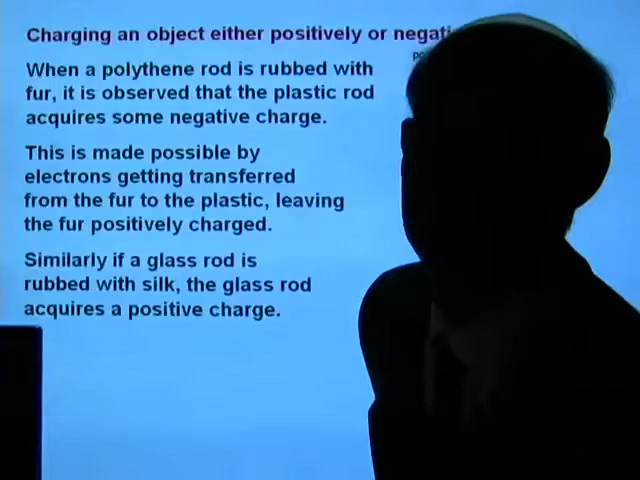 Charging an object either positively or
When a polythene rod is rubbed with
fur, it is observed that the plastic rod
acquires some negative charge.
This is made possible by
electrons getting transferred
from the fur to the plastic, leaving
the fur positively charged.
Similarly if a glass rod is
rubbed with silk, the glass rod
acquires a positive charge.